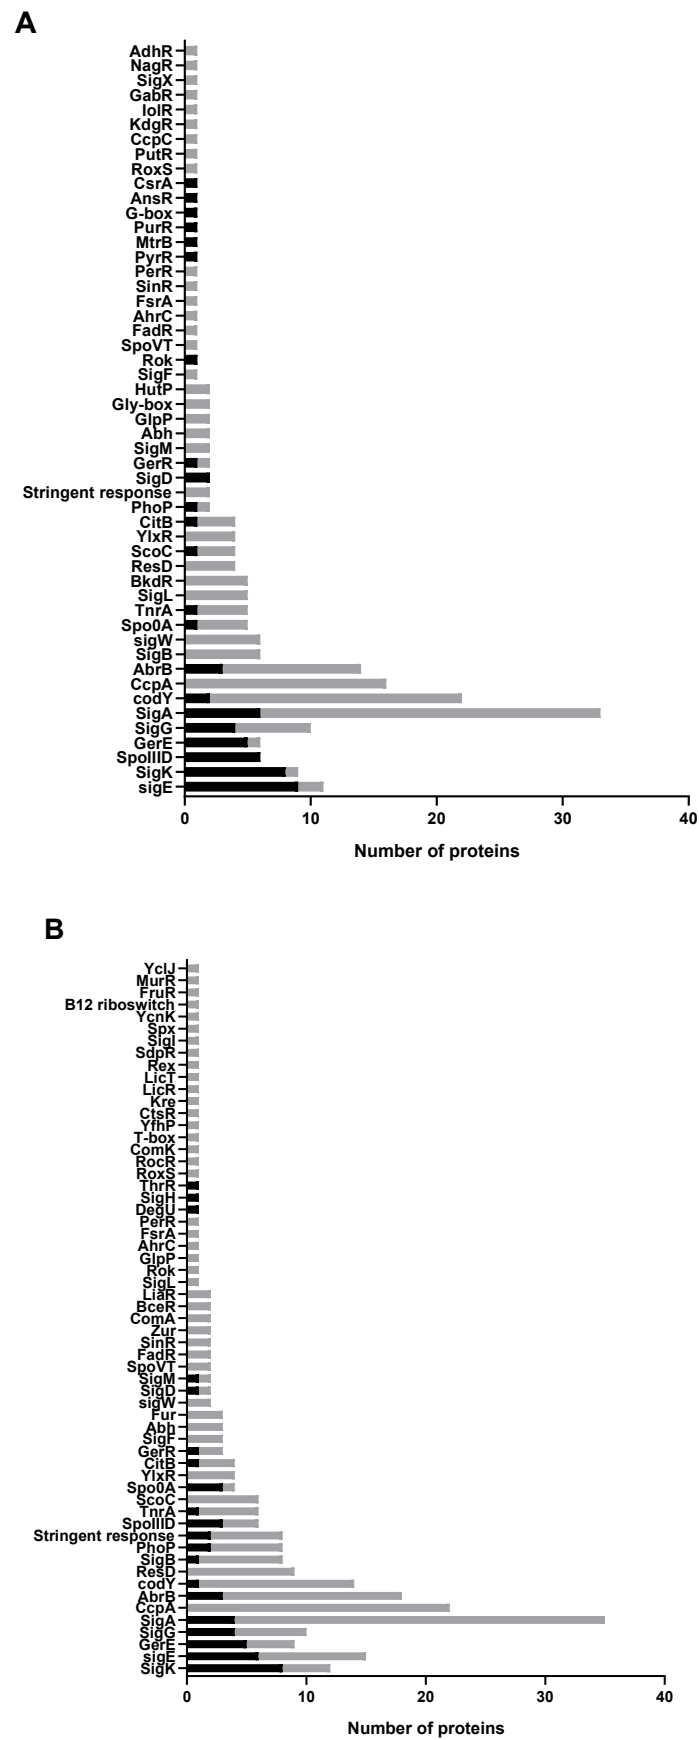 A
AdhR
NagR
SigX
GabR
IolR
KdgR
CcpC
PutR
RoxS
CsrA
AnsR
G-box
PurR
MtrB
PyrR
PerR
SinR
FsrA
AhrC
FadR
SpoVT
Rok
SigF
HutP
Gly-box
GlpP
Abh
SigM
GerR
SigD
Stringent response
PhoP
CitB
YlxR
ScoC
ResD
BkdR
SigL
TnrA
Spo0A
sigW
SigB
AbrB
CcpA
codY
SigA
SigG
GerE
SpoIIID
SigK
sigE
0 10 20 30 40
Number of proteins
B
YclJ
MurR
FruR
B12 riboswitch
YcnK
Spx
SigI
SdpR
Rex
LicT
LicR
Kre
CtsR
YfhP
T-box
ComK
RocR
RoxS
ThrR
SigH
DegU
PerR
FsrA
AhrC
GlpP
Rok
SigL
LiaR
BceR
ComA
Zur
SinR
FadR
SpoVT
SigM
SigD
sigW
Fur
Abh
SigF
GerR
CitB
YlxR
Spo0A
ScoC
TnrA
SpoIIID
Stringent response
PhoP
SigB
ResD
codY
AbrB
CcpA
SigA
SigG
GerE
sigE
SigK
0 10 20 30 40
Number of proteins